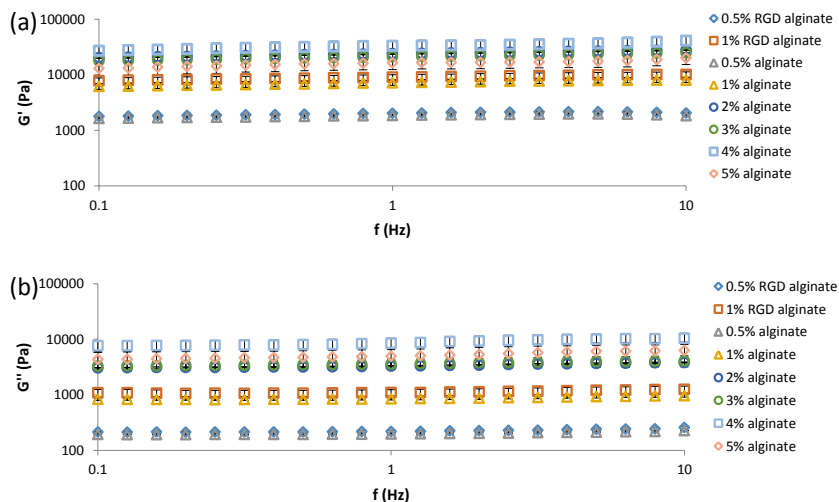 (a)
100000
10000
1000
100
G' (Pa)
0.1
1
10
f (Hz)
0.5% RGD alginate
1% RGD alginate
0.5% alginate
1% alginate
2% alginate
3% alginate
4% alginate
5% alginate
(b)
100000
10000
1000
100
G'' (Pa)
0.1
1
10
f (Hz)
0.5% RGD alginate
1% RGD alginate
0.5% alginate
1% alginate
2% alginate
3% alginate
4% alginate
5% alginate